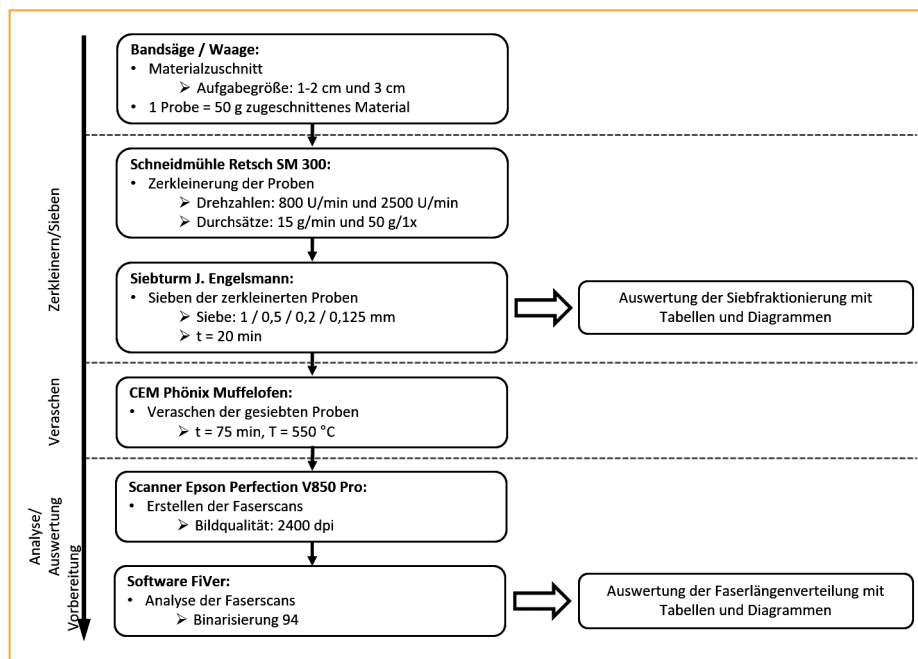 Bandsäge / Waage:
• Materialzuschnitt
➢ Aufgabegröße: 1-2 cm und 3 cm
• 1 Probe = 50 g zugeschnittenes Material
Zerkleinern/Sieben
Schneidmühle Retsch SM 300:
• Zerkleinerung der Proben
➢ Drehzahlen: 800 U/min und 2500 U/min
➢ Durchsätze: 15 g/min und 50 g/1x
Siebturm J. Engelsmann:
• Sieben der zerkleinerten Proben
➢ Siebe: 1 / 0,5 / 0,2 / 0,125 mm
➢ t = 20 min
Auswertung der Siebfraktionierung mit
Tabellen und Diagrammen
Veraschen
CEM Phönix Muffelofen:
• Veraschen der gesiebten Proben
➢ t = 75 min, T = 550 °C
Analyse/
Auswertung
Vorbereitung
Scanner Epson Perfection V850 Pro:
• Erstellen der Faserscans
➢ Bildqualität: 2400 dpi
Software FiVer:
• Analyse der Faserscans
➢ Binarisierung 94
Auswertung der Faserlängenverteilung mit
Tabellen und Diagrammen